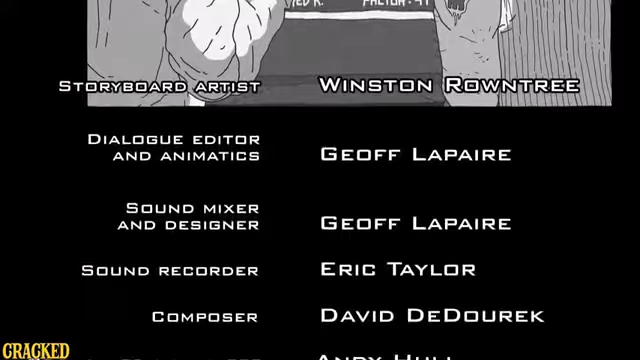 STORYBOARD ARTIST WINSTON ROWNTREE
DIALOGUE EDITOR
AND ANIMATICS GEOFF LAPAIRE
SOUND MIXER
AND DESIGNER GEOFF LAPAIRE
SOUND RECORDER ERIC TAYLOR
COMPOSER DAVID DEDOUREK
CRACKED